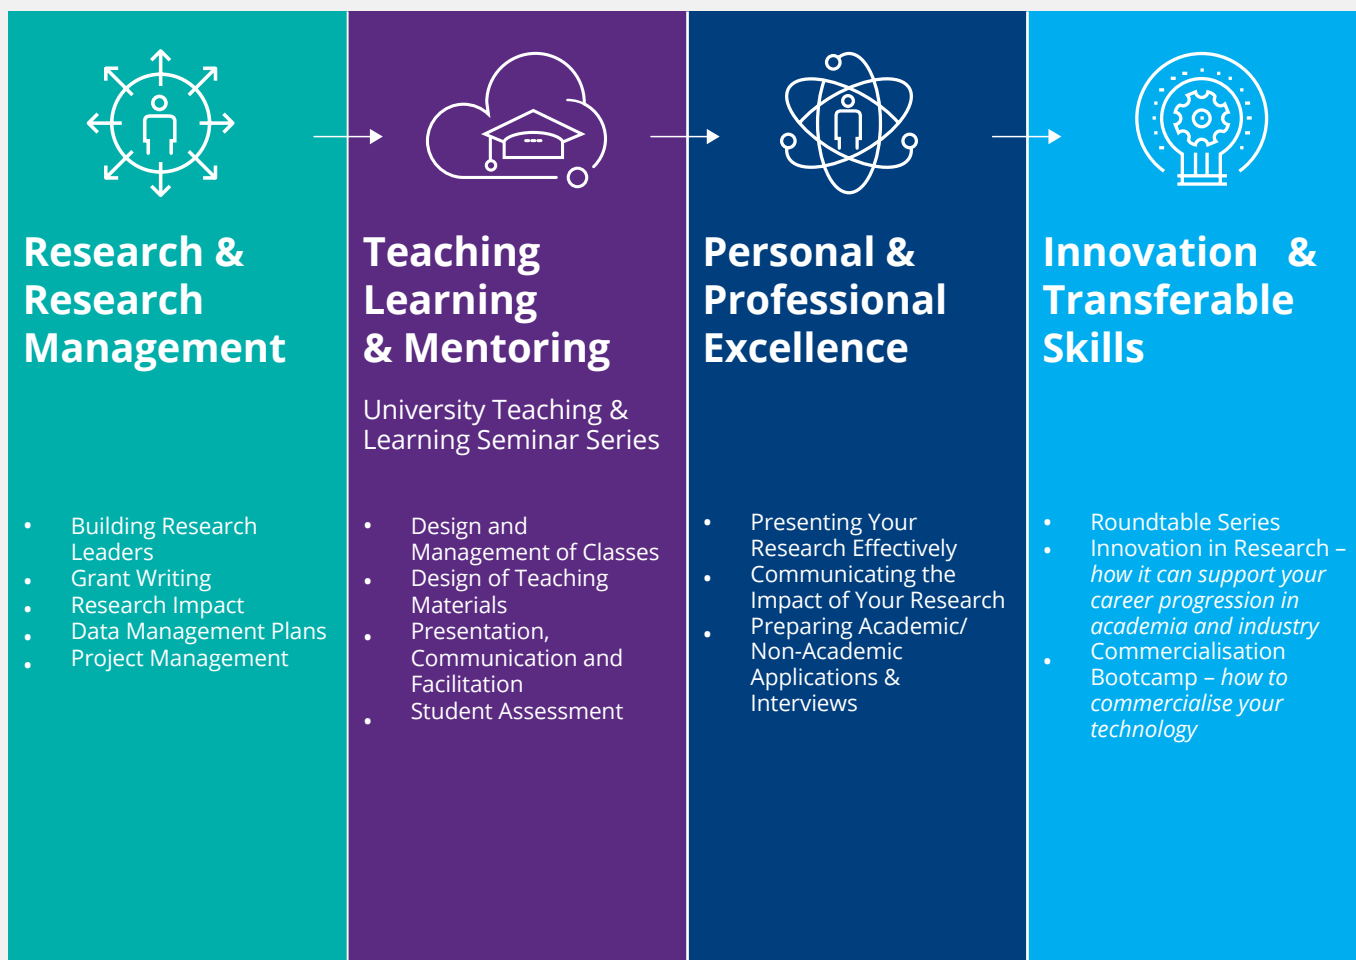 Research &
Research
Management
• Building Research
Leaders
• Grant Writing
• Research Impact
• Data Management Plans
• Project Management
Teaching
Learning
& Mentoring
University Teaching &
Learning Seminar Series
• Design and
Management of Classes
• Design of Teaching
Materials
• Presentation,
Communication and
Facilitation
• Student Assessment
Personal &
Professional
Excellence
• Presenting Your
Research Effectively
• Communicating the
Impact of Your Research
• Preparing Academic/
Non-Academic
Applications &
Interviews
Innovation &
Transferable
Skills
• Roundtable Series
• Innovation in Research –
how it can support your
career progression in
academia and industry
• Commercialisation
Bootcamp – how to
commercialise your
technology